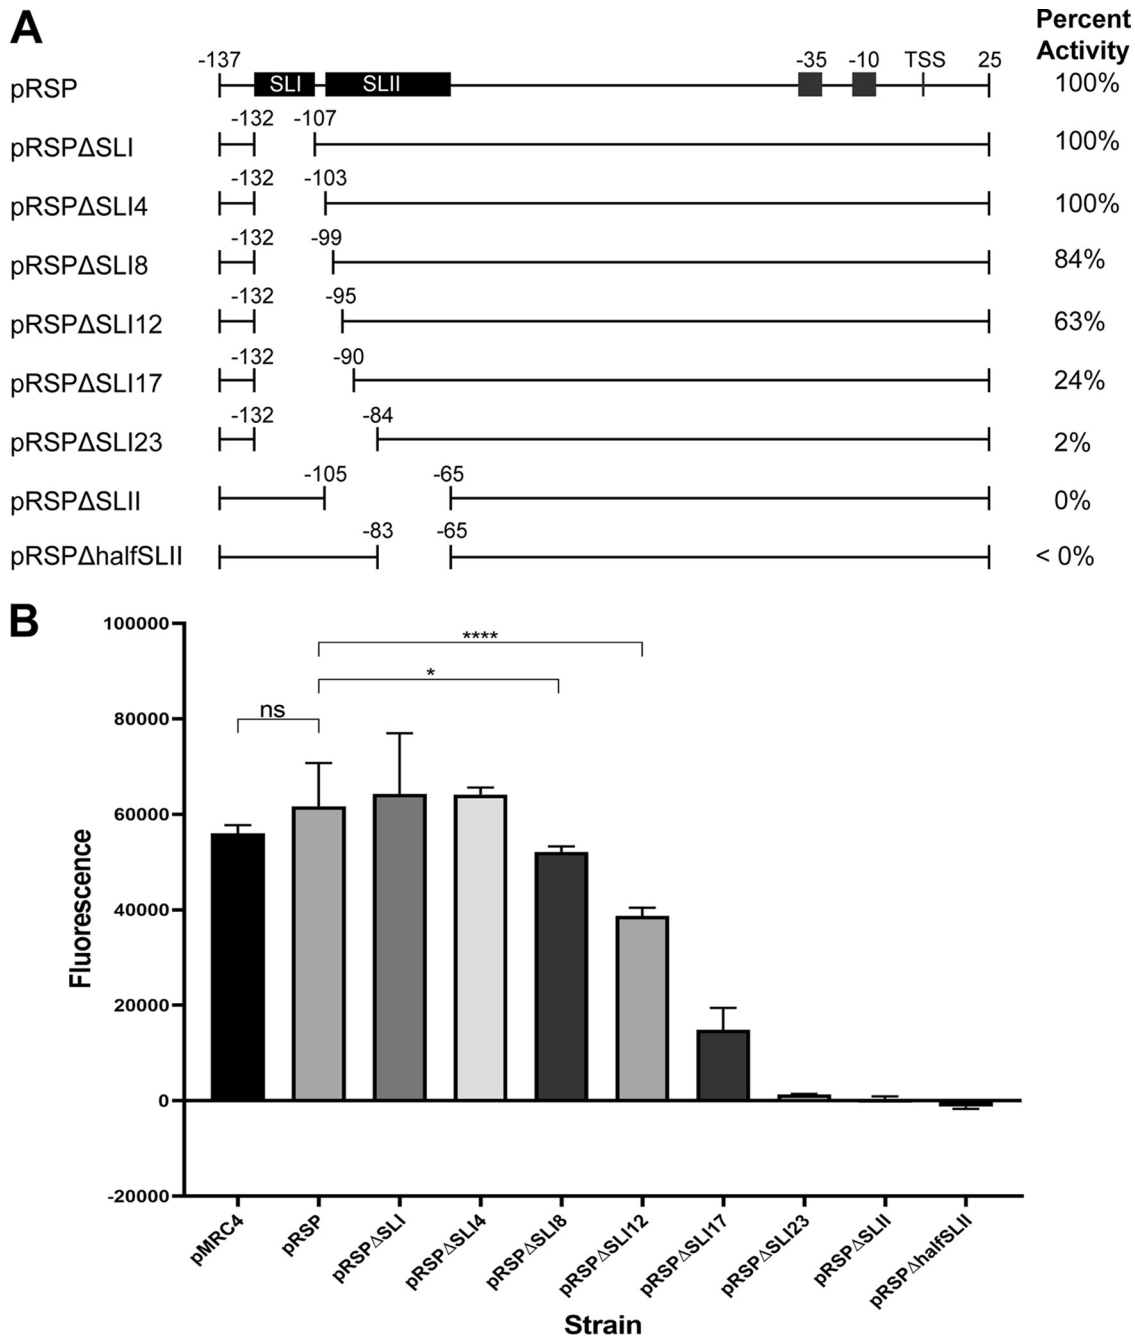 A
Percent
Activity
-137 -35 -10 TSS 25
pRSP SLI SLII 100%
-132 -107
pRSPΔSLI 100%
-132 -103
pRSPΔSLI4 100%
-132 -99
pRSPΔSLI8 84%
-132 -95
pRSPΔSLI12 63%
-132 -90
pRSPΔSLI17 24%
-132 -84
pRSPΔSLI23 2%
-105 -65
pRSPΔSLII 0%
-83 -65
pRSPΔhalfSLII < 0%
B
100000
****
*
ns
80000
60000
40000
20000
0
-20000
Fluorescence
pMRC4
pRSP
pRSPΔSLI
pRSPΔSLI4
pRSPΔSLI8
pRSPΔSLI12
pRSPΔSLI17
pRSPΔSLI23
pRSPΔSLII
pRSPΔhalfSLII
Strain